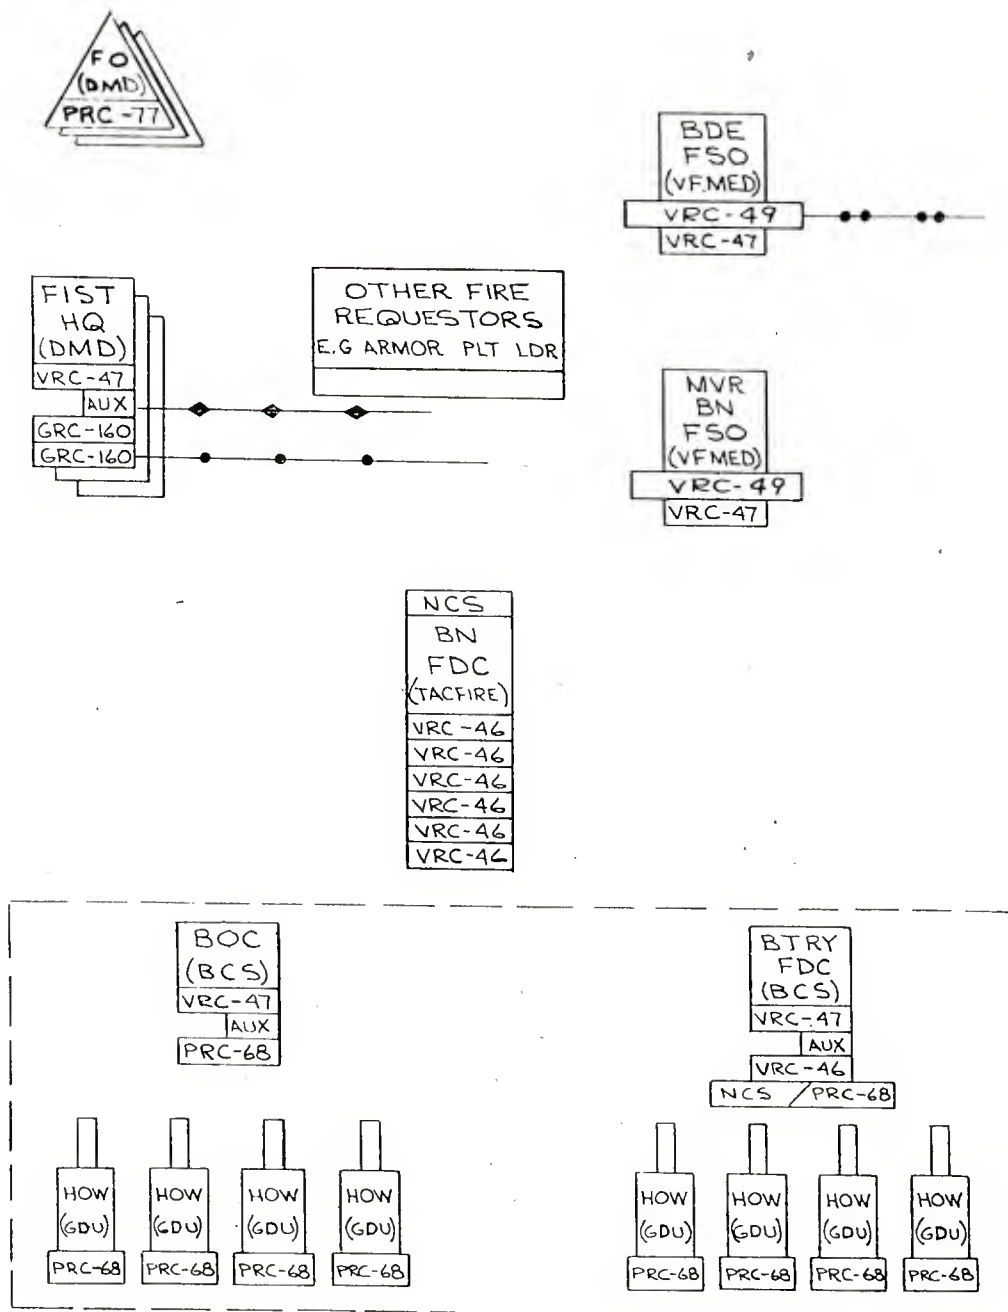 FO
(DMD)
PRC-77
BDE
FSO
(VF.MED)
VRC-49
VRC-47
FIST
HQ
(DMD)
VRC-47
AUX
GRC-160
GRC-160
OTHER FIRE
REQUESTORS
E.G ARMOR PLT LDR
MVR
BN
FSO
(VFMED)
VRC-49
VRC-47
NCS
BN
FDC
(TACFIRE)
VRC-46
VRC-46
VRC-46
VRC-46
VRC-46
VRC-46
BOC
(BCS)
VRC-47
AUX
PRC-68
BTRY
FDC
(BCS)
VRC-47
AUX
VRC-46
NCS / PRC-68
HOW
(GDU)
PRC-68
HOW
(GDU)
PRC-68
HOW
(GDU)
PRC-68
HOW
(GDU)
PRC-68
HOW
(GDU)
PRC-68
HOW
(GDU)
PRC-68
HOW
(GDU)
PRC-68
HOW
(GDU)
PRC-68